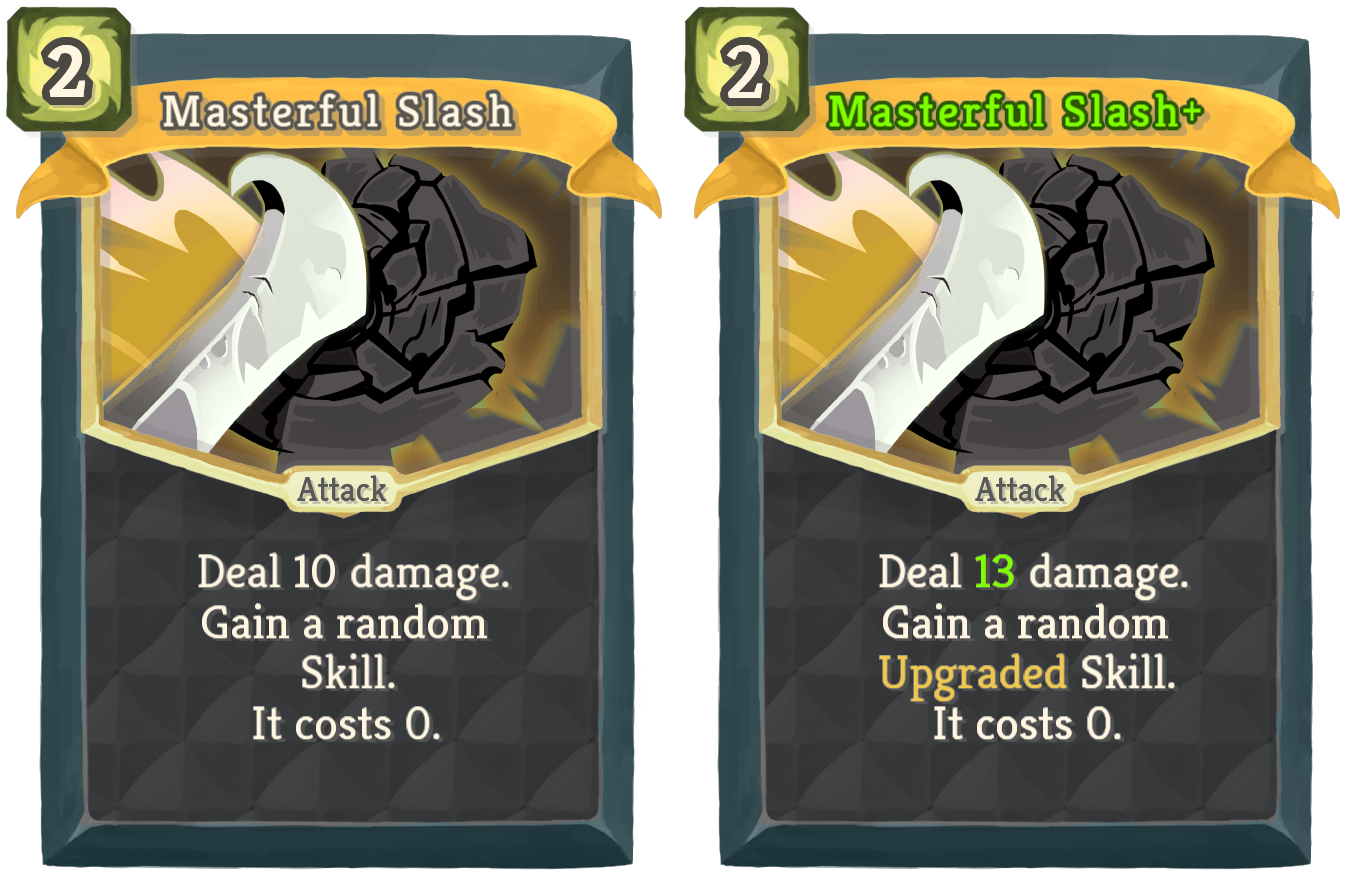 2
Masterful Slash
Attack
Deal 10 damage.
Gain a random
Skill.
It costs 0.
2
Masterful Slash+
Attack
Deal 13 damage.
Gain a random
Upgraded Skill.
It costs 0.